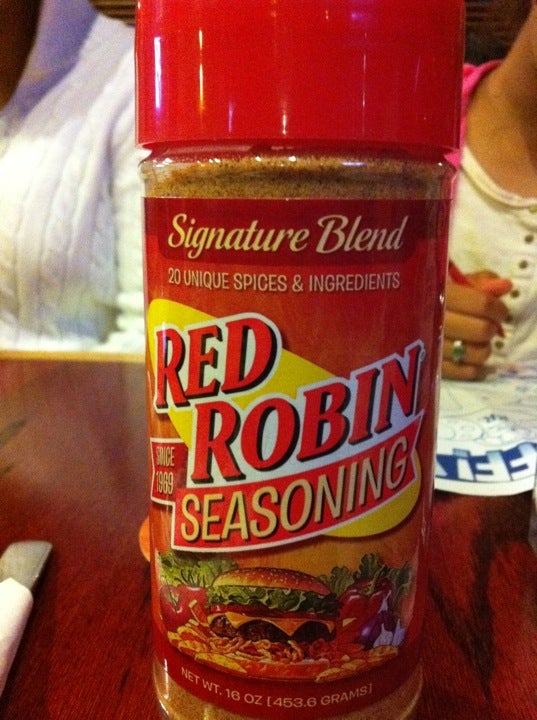 Signature Blend
20 UNIQUE SPICES & INGREDIENTS
RED
ROBIN®
SINCE
1969
SEASONING
NET WT. 16 OZ [453.6 GRAMS]